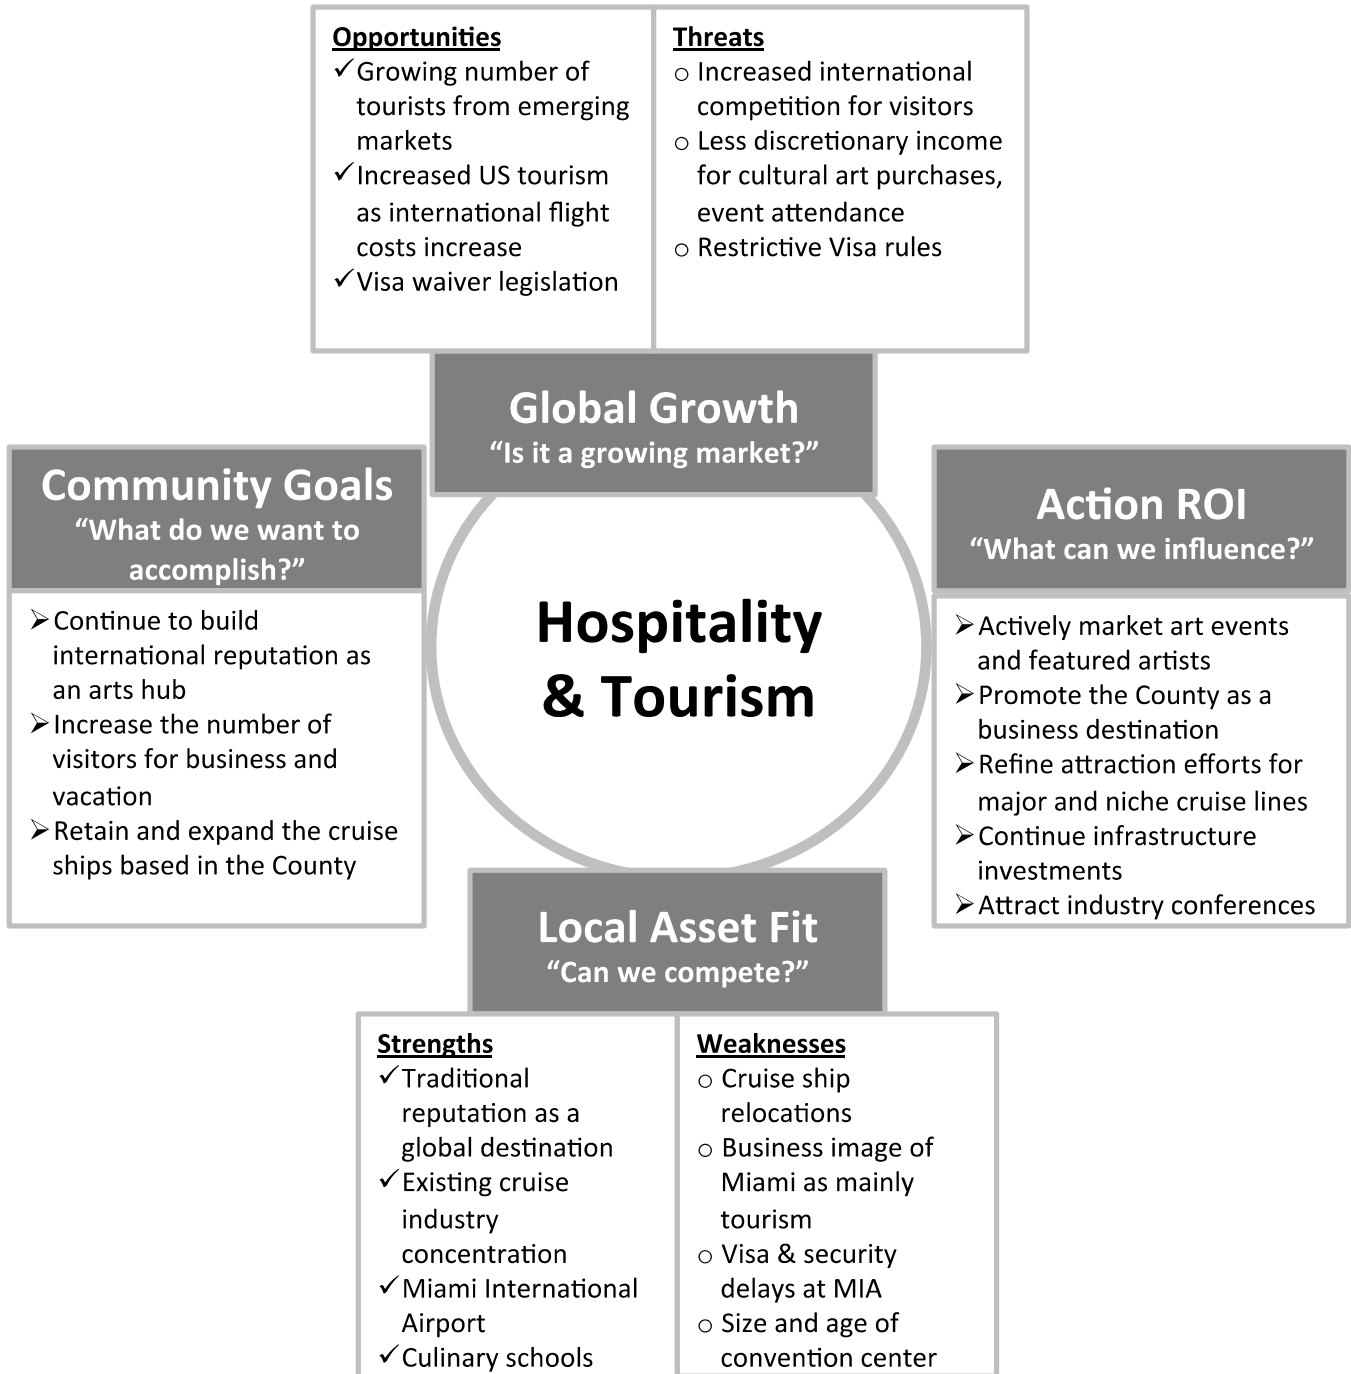 Opportunities
✓Growing number of
tourists from emerging
markets
✓Increased US tourism
as international flight
costs increase
✓Visa waiver legislation
Threats
o Increased international
competition for visitors
o Less discretionary income
for cultural art purchases,
event attendance
o Restrictive Visa rules
Global Growth
“Is it a growing market?”
Community Goals
“What do we want to
accomplish?”
➢Continue to build
international reputation as
an arts hub
➢Increase the number of
visitors for business and
vacation
➢Retain and expand the cruise
ships based in the County
Hospitality
& Tourism
Action ROI
“What can we influence?”
➢Actively market art events
and featured artists
➢Promote the County as a
business destination
➢Refine attraction efforts for
major and niche cruise lines
➢Continue infrastructure
investments
➢Attract industry conferences
Local Asset Fit
“Can we compete?”
Strengths
✓Traditional
reputation as a
global destination
✓Existing cruise
industry
concentration
✓Miami International
Airport
✓Culinary schools
Weaknesses
o Cruise ship
relocations
o Business image of
Miami as mainly
tourism
o Visa & security
delays at MIA
o Size and age of
convention center